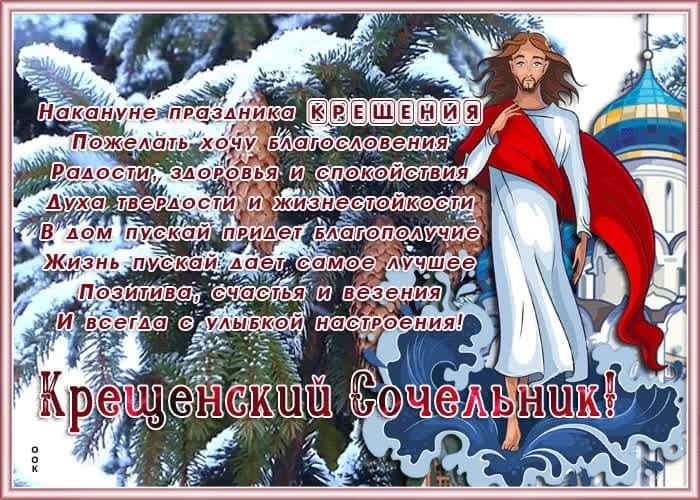 Накануне праздника КРЕЩЕНИЯ
Пожелать хочу благословения
Радости, здоровья и спокойствия
Духа твердости и жизнестойкости
В дом пускай придет благополучие
Жизнь пускай дает самое лучшее
Позитива, счастья и везения
И всегда с улыбкой настроения!
Крещенский Сочельник!
ООК